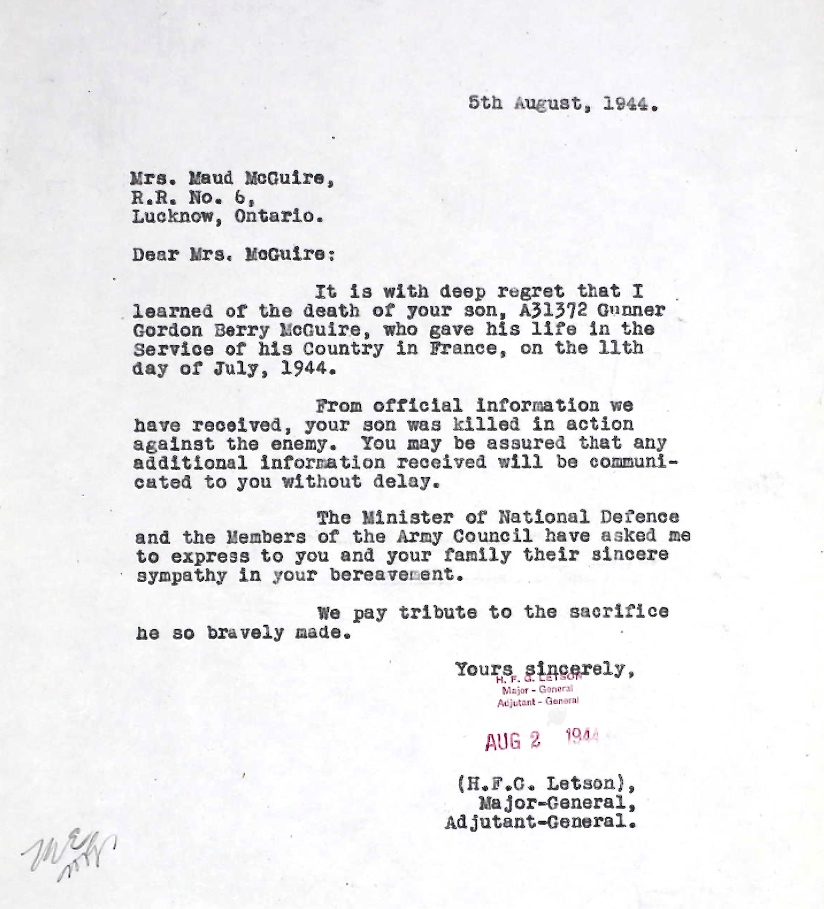 5th August, 1944.
Mrs. Maud McGuire,
R.R. No. 6,
Lucknow, Ontario.
Dear Mrs. McGuire:
It is with deep regret that I
learned of the death of your son, A31372 Gunner
Gordon Berry McGuire, who gave his life in the
Service of his Country in France, on the 11th
day of July, 1944.
From official information we
have received, your son was killed in action
against the enemy. You may be assured that any
additional information received will be communi-
cated to you without delay.
The Minister of National Defence
and the Members of the Army Council have asked me
to express to you and your family their sincere
sympathy in your bereavement.
We pay tribute to the sacrifice
he so bravely made.
Yours sincerely,
H. F. G. LETSON
Major - General
Adjutant - General
AUG 2 1944
(H.F.G. Letson),
Major-General,
Adjutant-General.